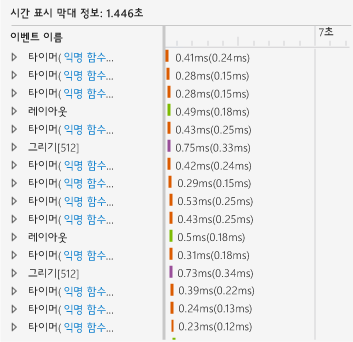 시간 표시 막대 정보: 1.446초
이벤트 이름 7초
타이머( 익명 함수... 0.41ms(0.24ms)
타이머( 익명 함수... 0.28ms(0.15ms)
타이머( 익명 함수... 0.28ms(0.15ms)
레이아웃 0.49ms(0.18ms)
타이머( 익명 함수... 0.43ms(0.25ms)
그리기[512] 0.75ms(0.33ms)
타이머( 익명 함수... 0.42ms(0.24ms)
타이머( 익명 함수... 0.29ms(0.15ms)
타이머( 익명 함수... 0.53ms(0.25ms)
타이머( 익명 함수... 0.43ms(0.25ms)
레이아웃 0.5ms(0.18ms)
타이머( 익명 함수... 0.31ms(0.18ms)
그리기[512] 0.73ms(0.34ms)
타이머( 익명 함수... 0.39ms(0.22ms)
타이머( 익명 함수... 0.24ms(0.13ms)
타이머( 익명 함수... 0.23ms(0.12ms)